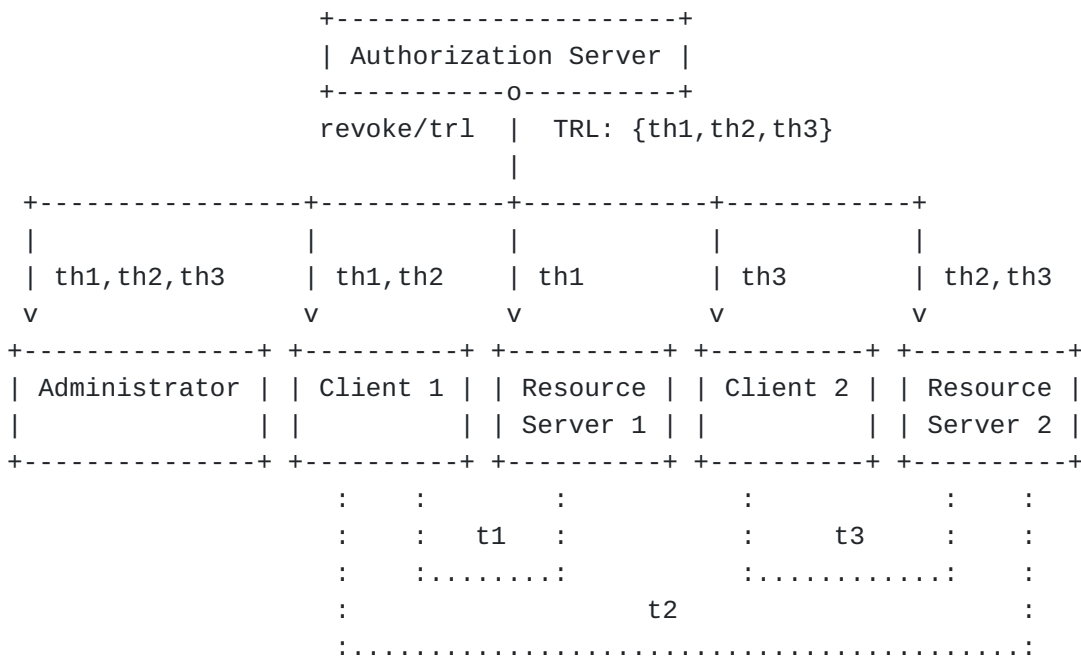 Authorization Server
revoke/trl | TRL: {th1,th2,th3}
th1,th2,th3 | th1,th2 | th1 | th3 | th2,th3
Administrator | Client 1 | Resource | Client 2 | Resource
Server 1 | Server 2
t1 t3
t2